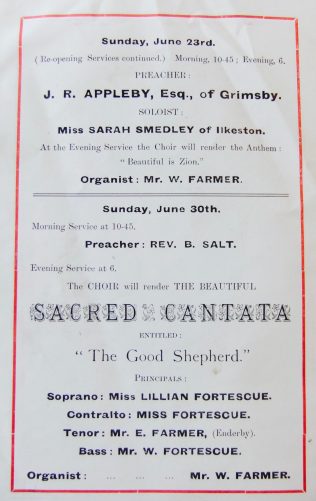 Sunday, June 23rd.
(Re-opening Services continued.) Morning, 10-45; Evening, 6.
PREACHER:
J. R. APPLEBY, Esq., of Grimsby.
SOLOIST:
Miss SARAH SMEDLEY of Ilkeston.
At the Evening Service the Choir will render the Anthem:
"Beautiful is Zion."
Organist: Mr. W. FARMER.
Sunday, June 30th.
Morning Service at 10-45.
Preacher: REV. B. SALT.
Evening Service at 6.
The CHOIR will render THE BEAUTIFUL
SACRED CANTATA
ENTITLED:
"The Good Shepherd."
PRINCIPALS:
Soprano: Miss LILLIAN FORTESCUE.
Contralto: MISS FORTESCUE.
Tenor: Mr. E. FARMER, (Enderby).
Bass: Mr. W. FORTESCUE.
Organist: ... ... ... Mr. W. FARMER.